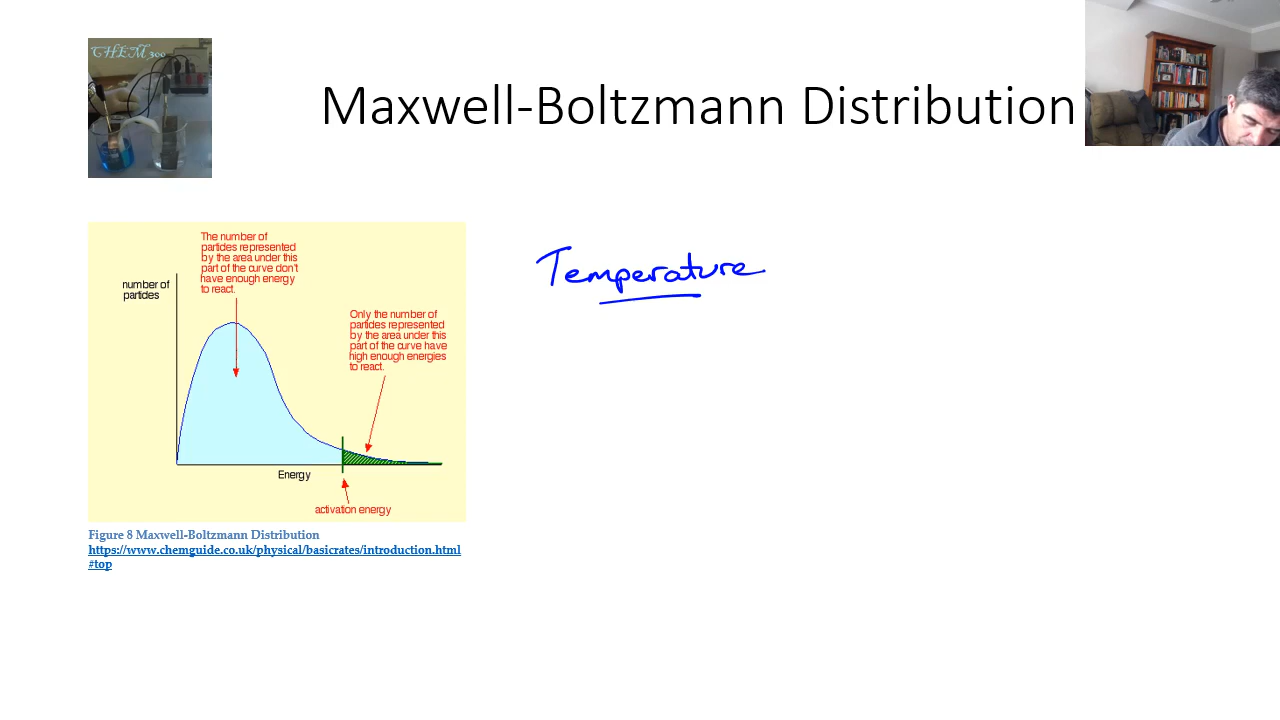 CHEM 300
Maxwell-Boltzmann Distribution
The number of
particles represented
by the area under this
part of the curve don't
have enough energy
to react.
number of
particles
Only the number of
particles represented
by the area under this
part of the curve have
high enough energies
to react.
Energy
activation energy
Temperature
Figure 8 Maxwell-Boltzmann Distribution
https://www.chemguide.co.uk/physical/basicrates/introduction.html
#top